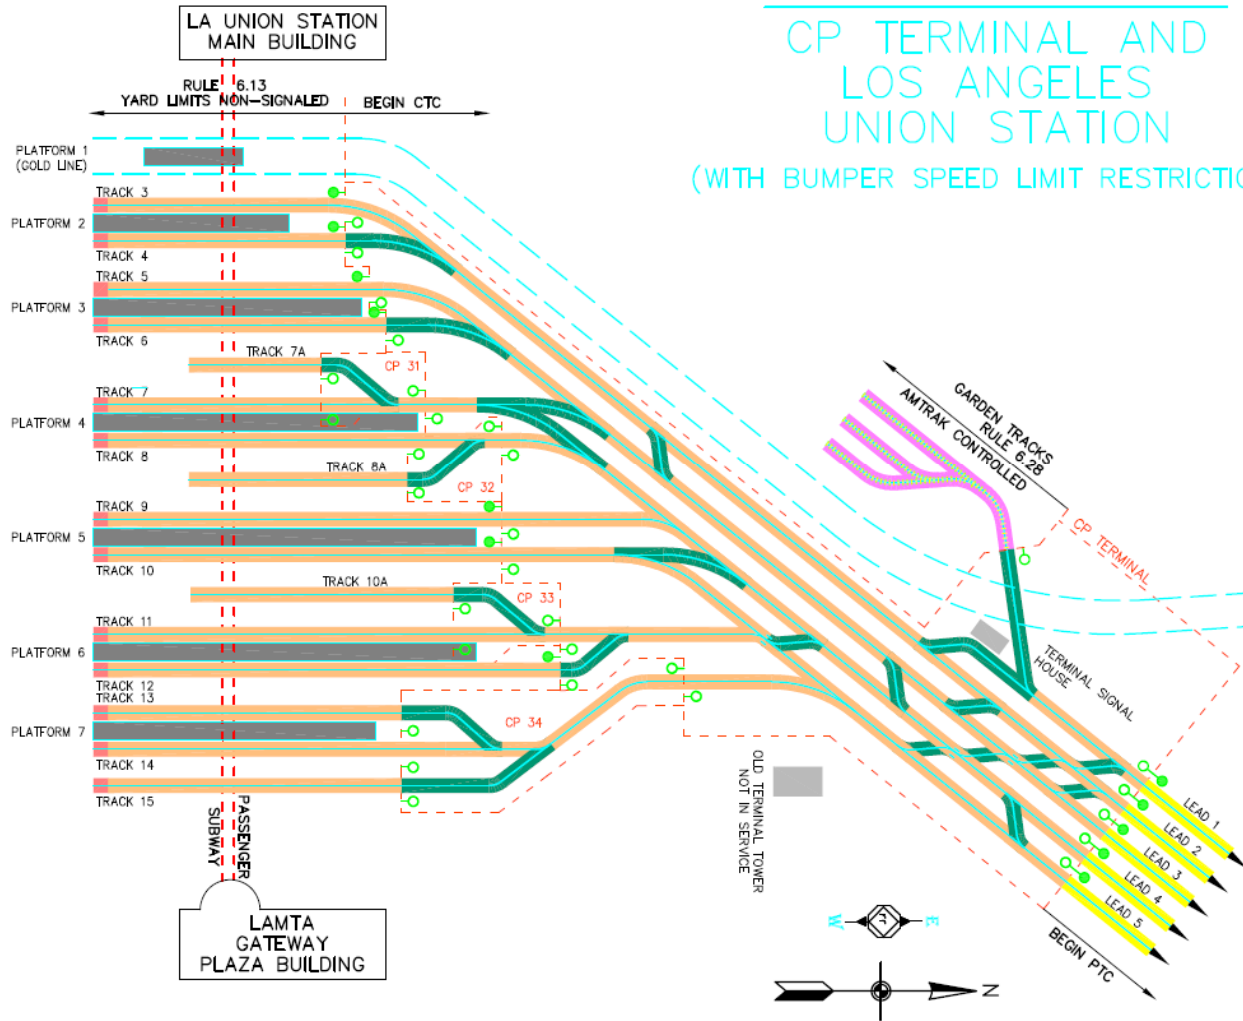 LA UNION STATION
MAIN BUILDING
CP TERMINAL AND
LOS ANGELES
UNION STATION
(WITH BUMPER SPEED LIMIT RESTRICTIO
RULE 6.13
YARD LIMITS NON-SIGNALED
BEGIN CTC
PLATFORM 1
(GOLD LINE)
TRACK 3
PLATFORM 2
TRACK 4
TRACK 5
PLATFORM 3
TRACK 6
TRACK 7A
CP 31
TRACK 7
PLATFORM 4
TRACK 8
TRACK 8A
CP 32
TRACK 9
PLATFORM 5
TRACK 10
TRACK 10A
CP 33
TRACK 11
PLATFORM 6
TRACK 12
TRACK 13
PLATFORM 7
CP 34
TRACK 14
TRACK 15
SUBWAY
PASSENGER
LAMTA
GATEWAY
PLAZA BUILDING
GARDEN TRACKS
RULE 6.28
AMTRAK CONTROLLED
CP TERMINAL
TERMINAL SIGNAL
HOUSE
OLD TERMINAL TOWER
NOT IN SERVICE
LEAD 1
LEAD 2
LEAD 3
LEAD 4
LEAD 5
BEGIN PTC
W
E
N